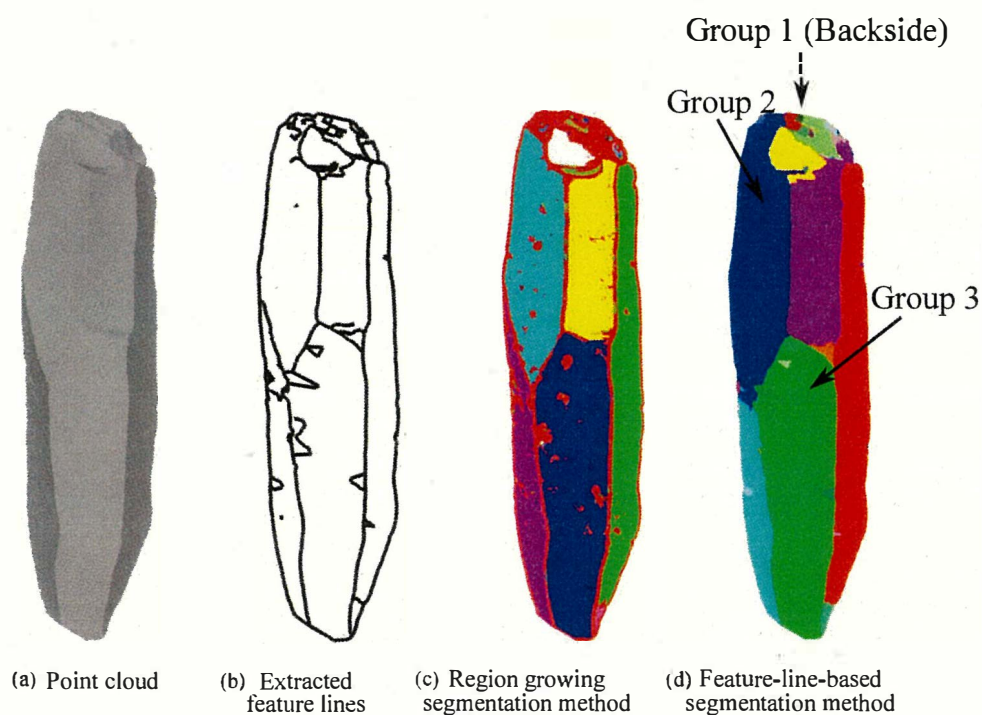 Group 1 (Backside)
Group 2
Group 3
(a) Point cloud
(b) Extracted
feature lines
(c) Region growing
segmentation method
(d) Feature-line-based
segmentation method